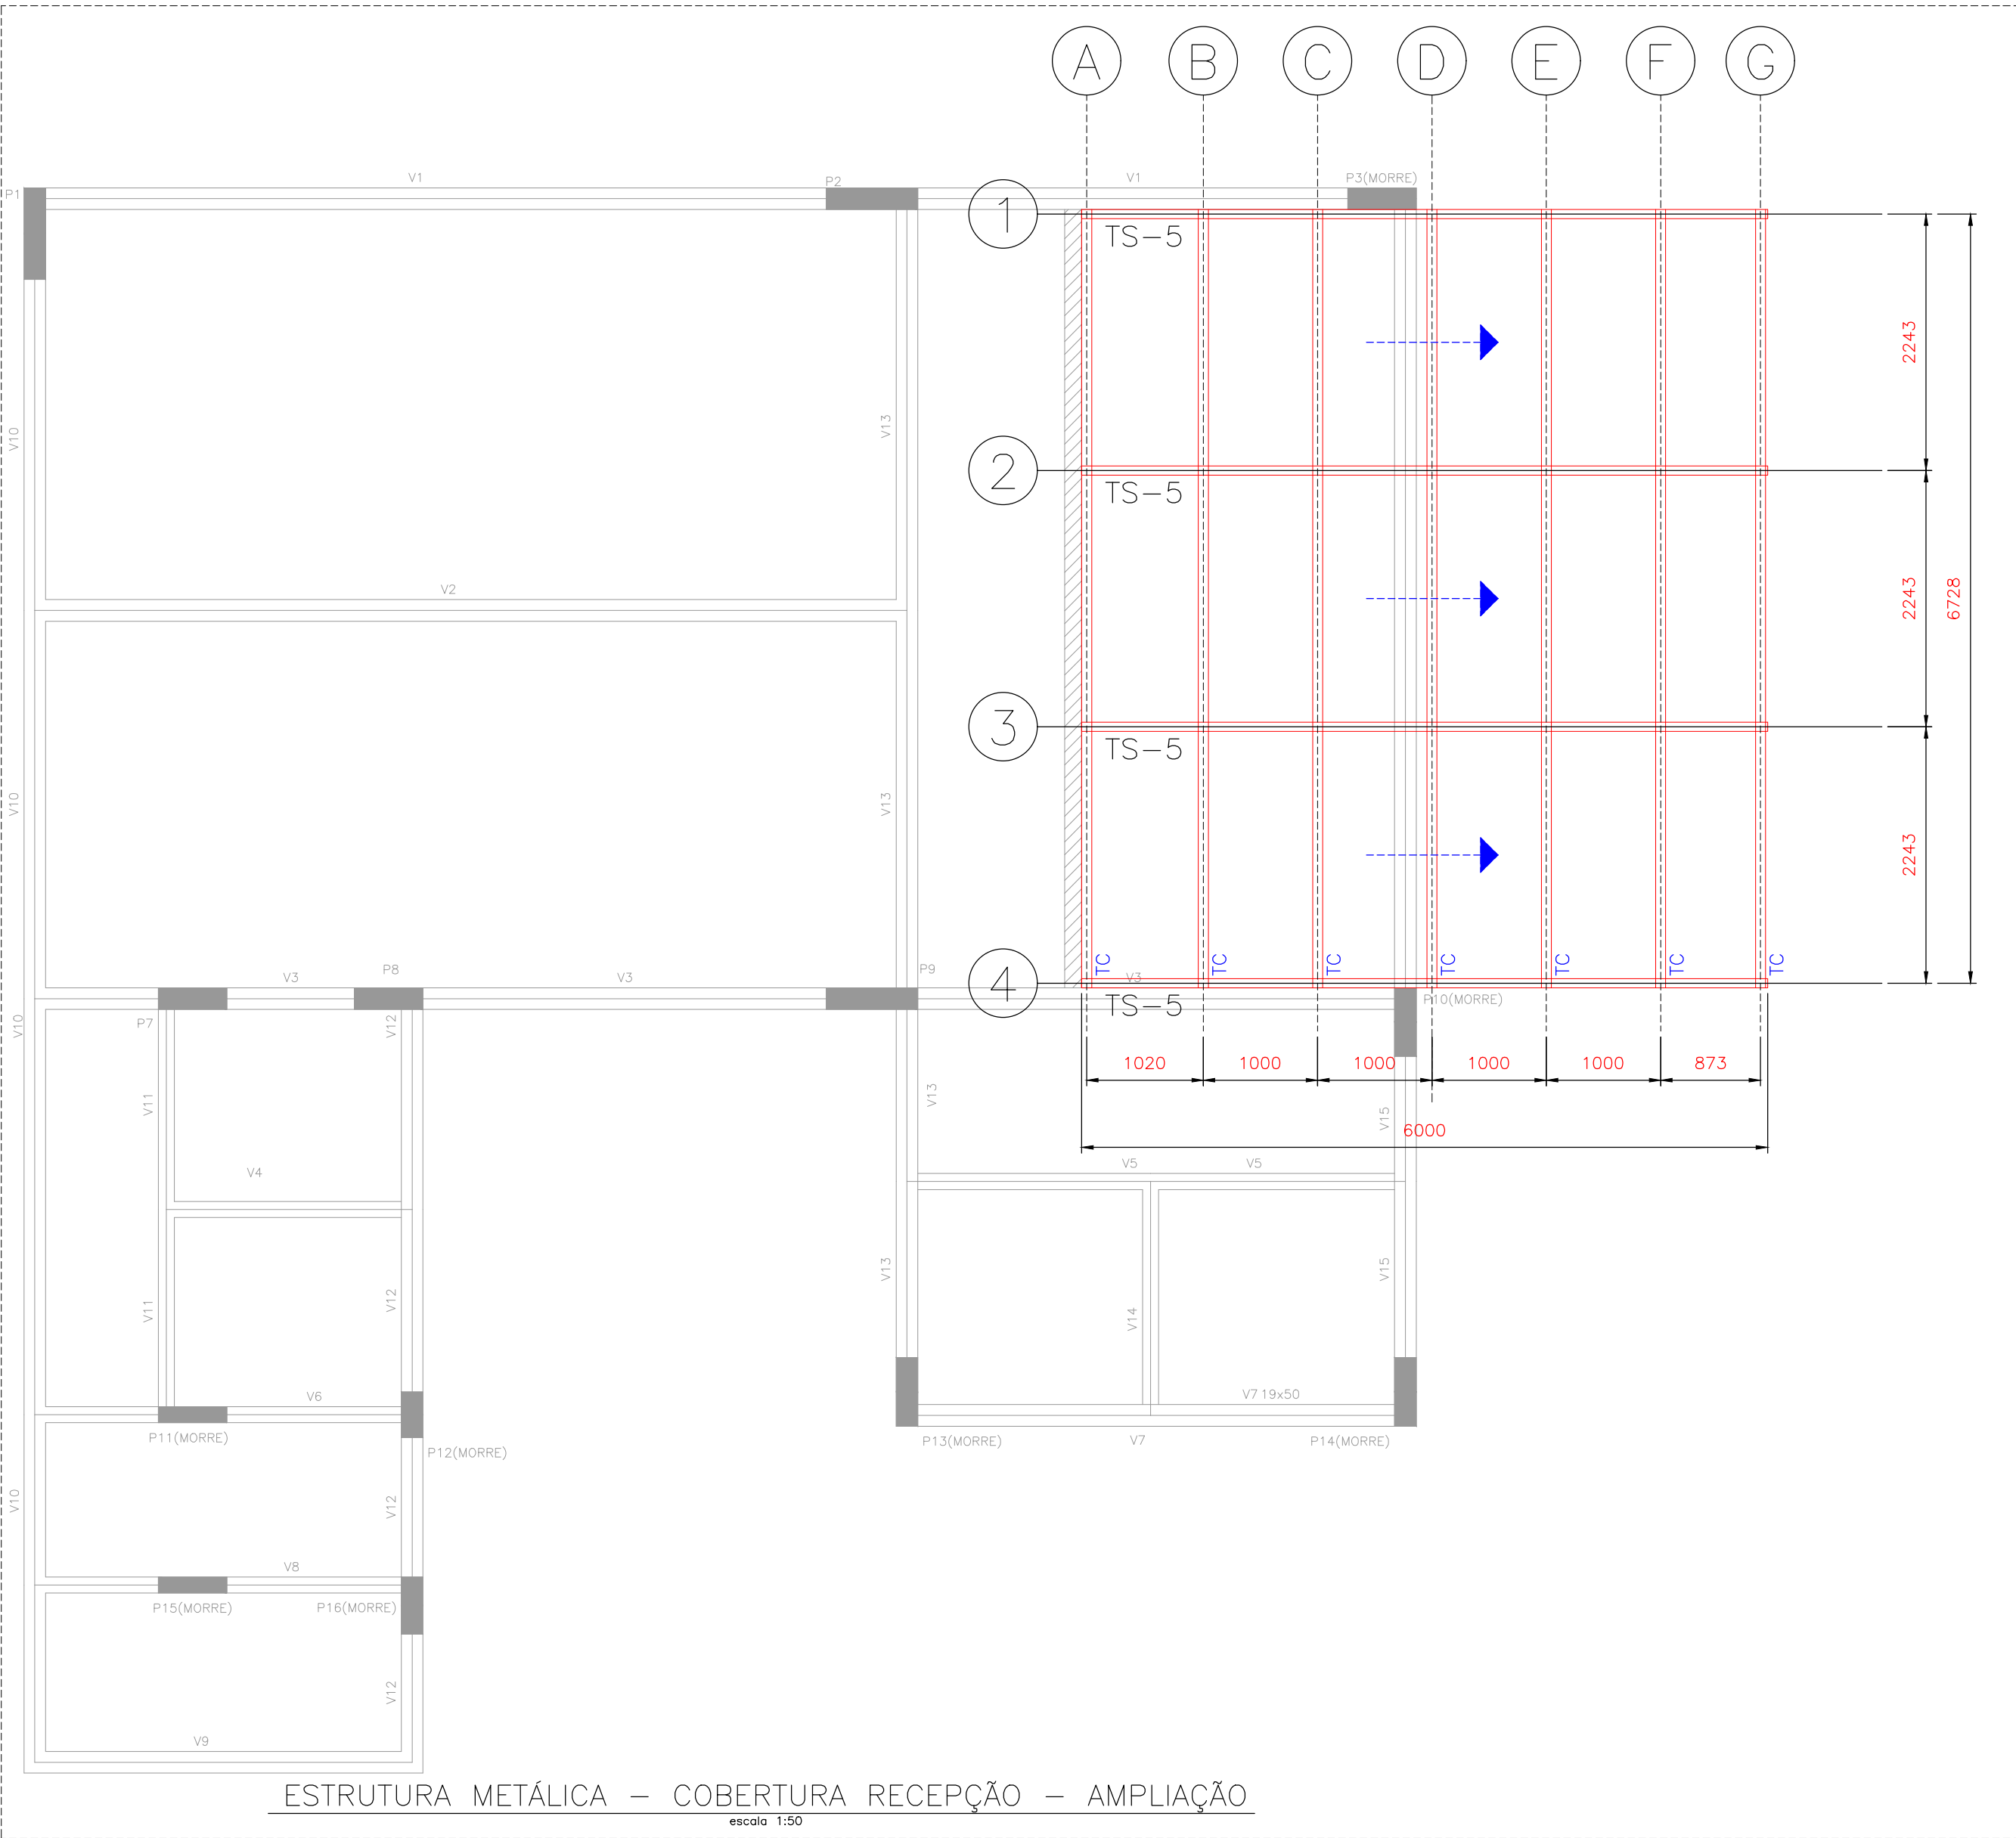 A B C D E F G
V1 P2 V1 P3(MORRE)
P1
1
TS-5
2243
V10 V13
2
TS-5
V2
2243 6728
3
TS-5
V10 V13
2243
TC TC TC TC TC TC TC
V3 P8 V3 P9 V3
4
TS-5
P10(MORRE)
P7 V12
V10
1020 1000 1000 1000 1000 873
V11 V13 V15
6000
V4 V5 V5
V11 V12 V13 V14 V15
V6 V7 19x50
P11(MORRE) P12(MORRE) P13(MORRE) V7 P14(MORRE)
V10 V12
V8
P15(MORRE) P16(MORRE)
V12
V9
ESTRUTURA METÁLICA – COBERTURA RECEPÇÃO – AMPLIAÇÃO
escala 1:50